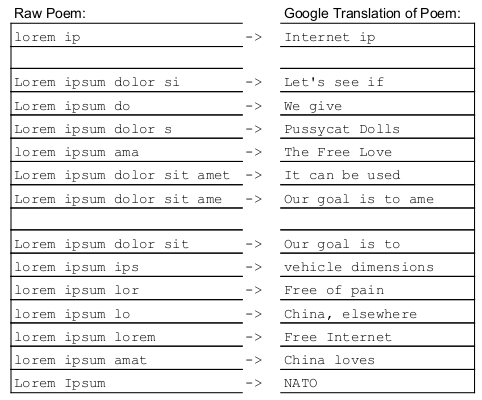 Raw Poem: Google Translation of Poem:
lorem ip -> Internet ip
Lorem ipsum dolor si -> Let's see if
Lorem ipsum do -> We give
Lorem ipsum dolor s -> Pussycat Dolls
lorem ipsum ama -> The Free Love
Lorem ipsum dolor sit amet -> It can be used
Lorem ipsum dolor sit ame -> Our goal is to ame
Lorem ipsum dolor sit -> Our goal is to
lorem ipsum ips -> vehicle dimensions
lorem ipsum lor -> Free of pain
lorem ipsum lo -> China, elsewhere
lorem ipsum lorem -> Free Internet
lorem ipsum amat -> China loves
Lorem Ipsum -> NATO